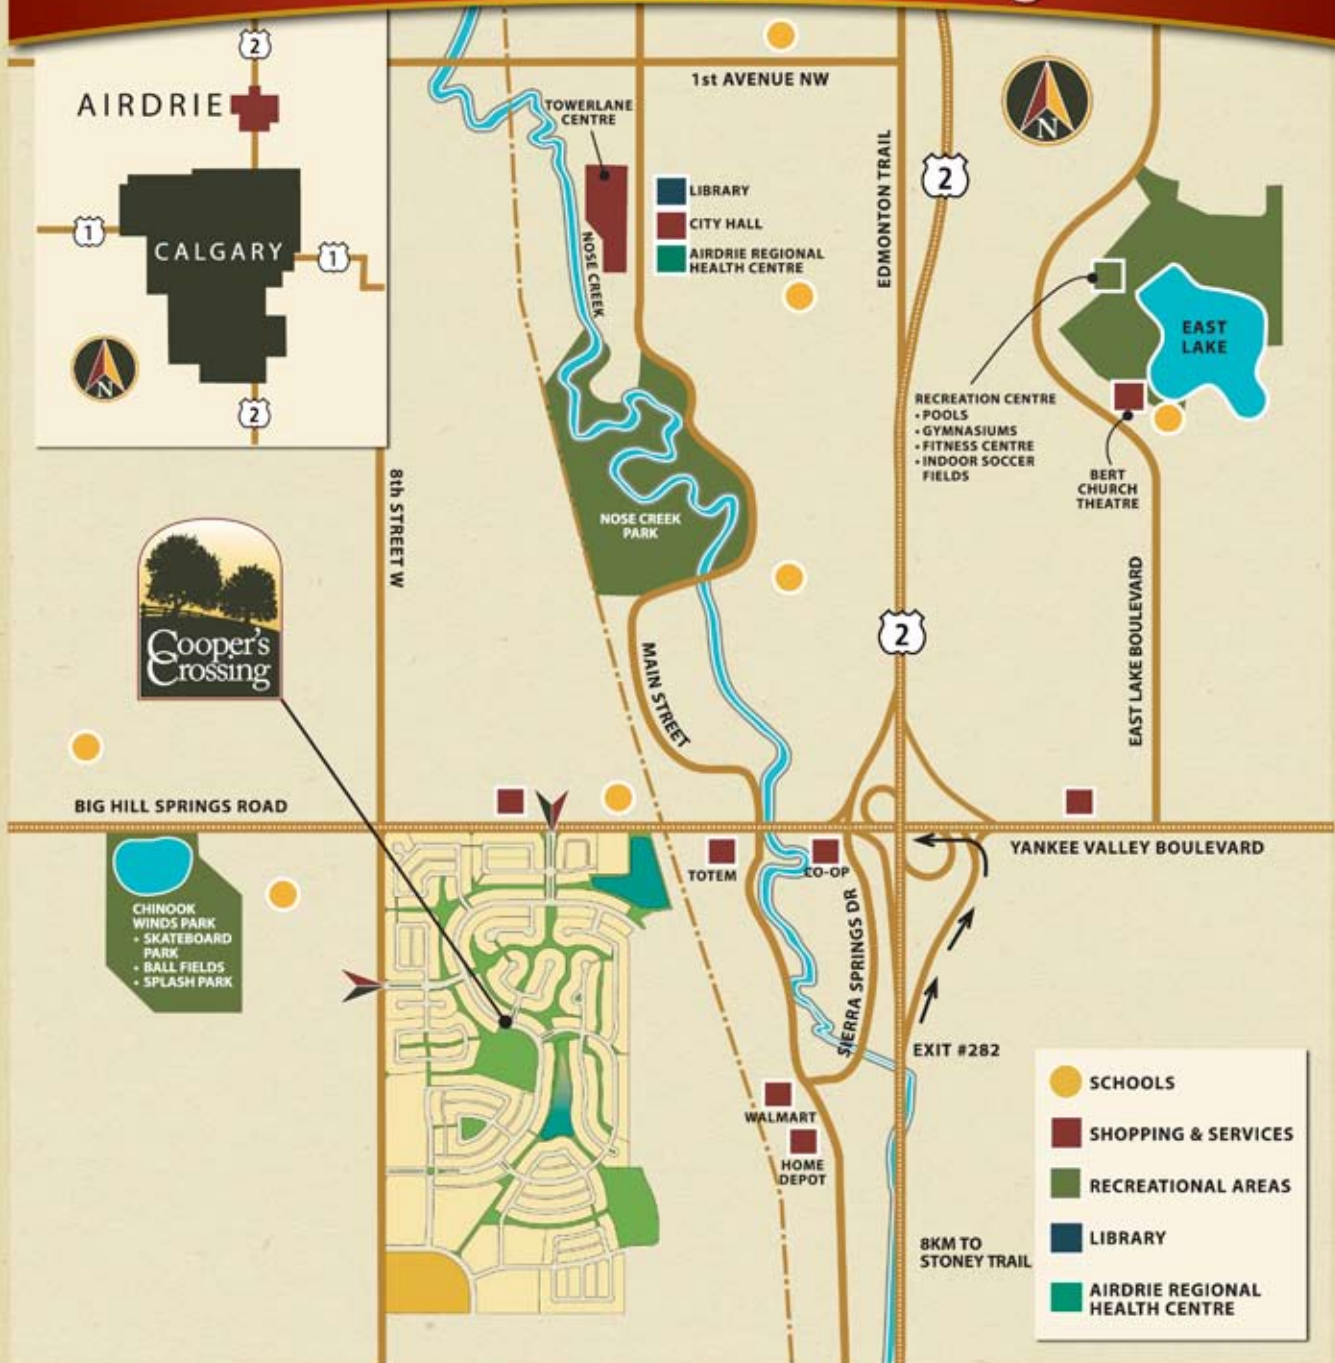 2
AIRDRIE
1
CALGARY
1
N
2
1st AVENUE NW
TOWERLANE
CENTRE
LIBRARY
CITY HALL
AIRDRIE REGIONAL
HEALTH CENTRE
NOSE CREEK
EDMONTON TRAIL
2
N
EAST
LAKE
RECREATION CENTRE
• POOLS
• GYMNASIUMS
• FITNESS CENTRE
• INDOOR SOCCER
FIELDS
BERT
CHURCH
THEATRE
8th STREET W
NOSE CREEK
PARK
Cooper's
Crossing
MAIN STREET
2
EAST LAKE BOULEVARD
BIG HILL SPRINGS ROAD
YANKEE VALLEY BOULEVARD
TOTEM
CO-OP
CHINOOK
WINDS PARK
• SKATEBOARD
PARK
• BALL FIELDS
• SPLASH PARK
SIERRA SPRINGS DR
EXIT #282
WALMART
HOME
DEPOT
8KM TO
STONEY TRAIL
SCHOOLS
SHOPPING & SERVICES
RECREATIONAL AREAS
LIBRARY
AIRDRIE REGIONAL
HEALTH CENTRE